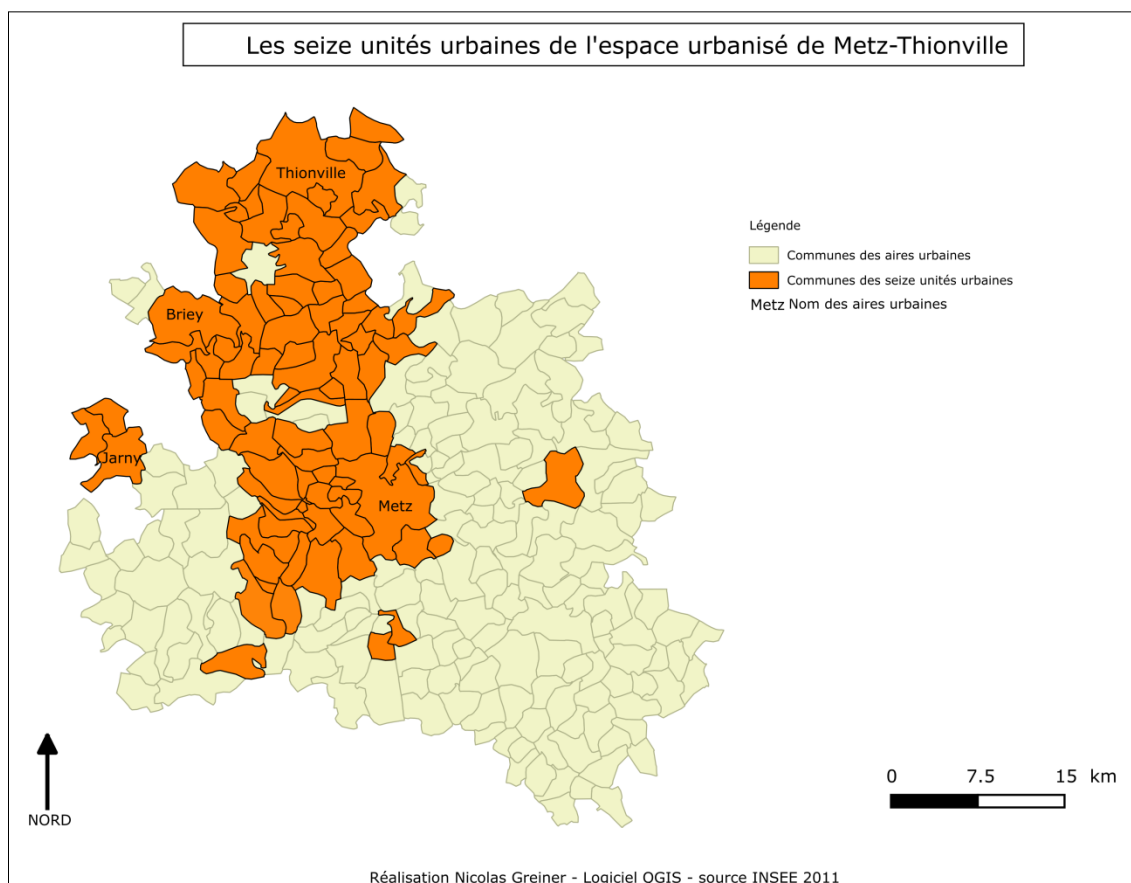 Les seize unités urbaines de l'espace urbanisé de Metz-Thionville
Thionville
Légende
Communes des aires urbaines
Communes des seize unités urbaines
Metz Nom des aires urbaines
Briey
Jarny
Metz
0 7.5 15 km
NORD
Réalisation Nicolas Greiner - Logiciel QGIS - source INSEE 2011